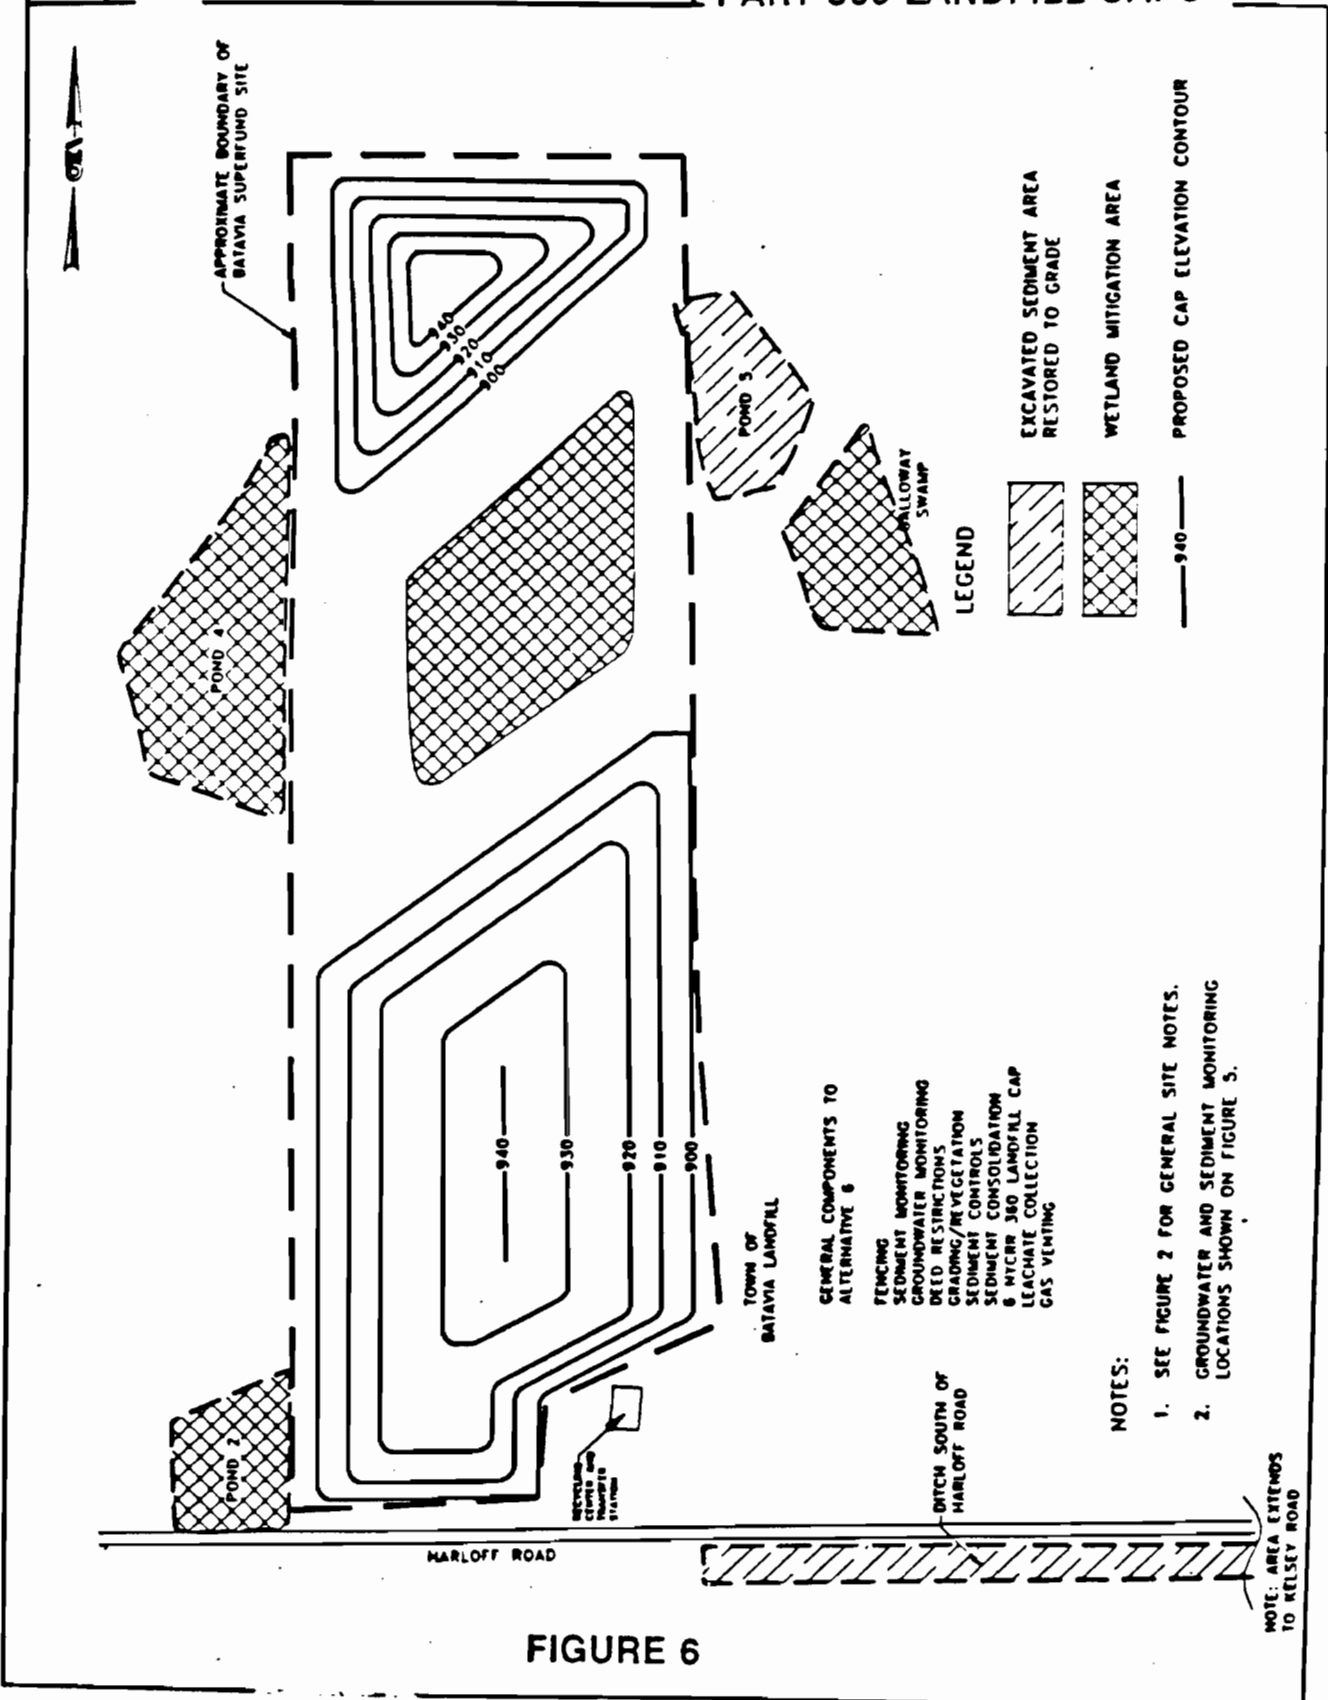 APPROXIMATE BOUNDARY OF
BATAVIA SUPERFUND SITE
940
930
920
910
900
POND 4
POND 5
GALLOWAY
SWAMP
LEGEND
EXCAVATED SEDIMENT AREA
RESTORED TO GRADE
WETLAND MITIGATION AREA
940
PROPOSED CAP ELEVATION CONTOUR
940
930
920
910
900
TOWN OF
BATAVIA LANDFILL
GENERAL COMPONENTS TO
ALTERNATIVE 6
FENCING
SEDIMENT MONITORING
GROUNDWATER MONITORING
DEED RESTRICTIONS
GRADING/REVEGETATION
SEDIMENT CONTROLS
SEDIMENT CONSOLIDATION
6 NYCRR 360 LANDFILL CAP
LEACHATE COLLECTION
GAS VENTING
NOTES:
1. SEE FIGURE 2 FOR GENERAL SITE NOTES.
2. GROUNDWATER AND SEDIMENT MONITORING
LOCATIONS SHOWN ON FIGURE 5.
POND 2
RECYCLING
CENTER AND
TRANSFER
STATION
DITCH SOUTH OF
HARLOFF ROAD
HARLOFF ROAD
NOTE: AREA EXTENDS
TO KELSEY ROAD
FIGURE 6